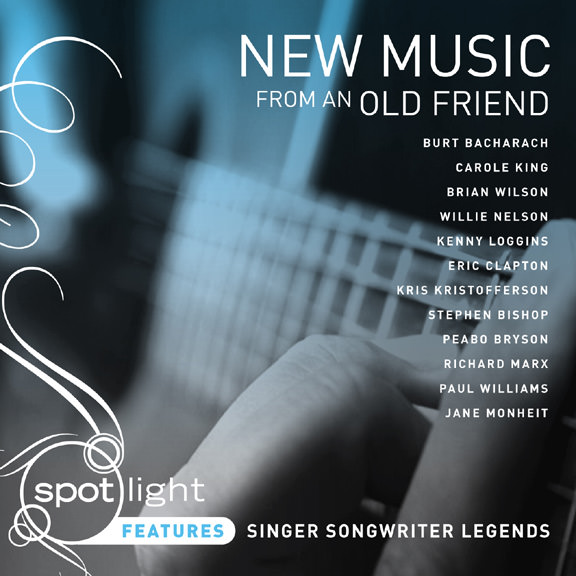 NEW MUSIC
FROM AN OLD FRIEND
BURT BACHARACH
CAROLE KING
BRIAN WILSON
WILLIE NELSON
KENNY LOGGINS
ERIC CLAPTON
KRIS KRISTOFFERSON
STEPHEN BISHOP
PEABO BRYSON
RICHARD MARX
PAUL WILLIAMS
JANE MONHEIT
spotlight
FEATURES SINGER SONGWRITER LEGENDS